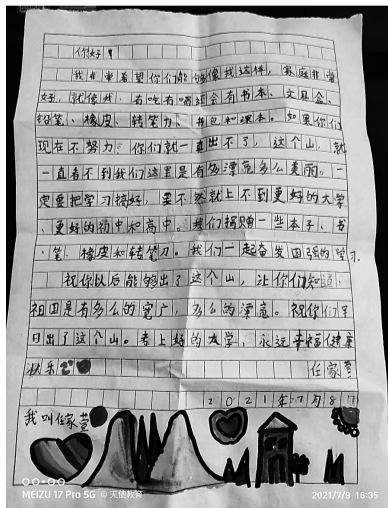 你好！
我非常希望你们能够像我这样，家庭非常
好，就像我，有吃有喝还会有书本、文具盒、
铅笔、橡皮、转笔刀、书包和课本。如果你们
现在不努力，你们就一直出不了，这个山，就
一直看不到我们这里是有多漂亮多么美丽。一
定要把学习搞好，要不然就上不到更好的大学
、更好的初中和高中。我们捐赠一些本子、书
、笔、橡皮和转笔刀。我们一起奋发图强的学习.
祝你以后能够出了这个山，让你们知道，
祖国是有多么的宽广，多么的漂亮。祝你们早
日出了这个山。考上好的大学，永远幸福健康
快乐
任家萱
2021年7月8日
我叫任家萱
MEIZU 17 Pro 5G 天使教育
2021/7/9 16:35